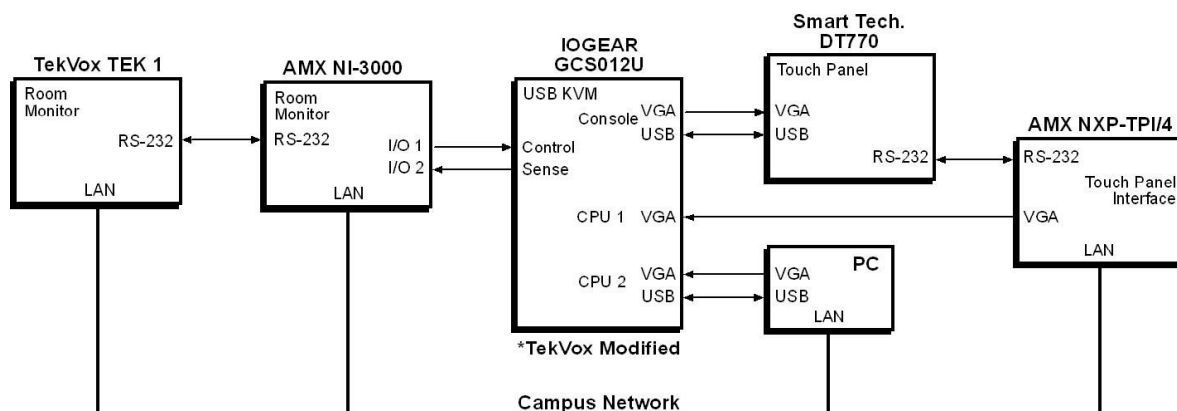 TekVox TEK 1
Room
Monitor
RS-232
LAN
AMX NI-3000
Room
Monitor
RS-232
I/O 1
I/O 2
LAN
IOGEAR
GCS012U
USB KVM
Console
VGA
USB
Control
Sense
CPU 1 VGA
CPU 2
VGA
USB
*TekVox Modified
Smart Tech.
DT770
Touch Panel
VGA
USB
RS-232
PC
VGA
USB
LAN
AMX NXP-TPI/4
RS-232
Touch Panel
Interface
VGA
LAN
Campus Network